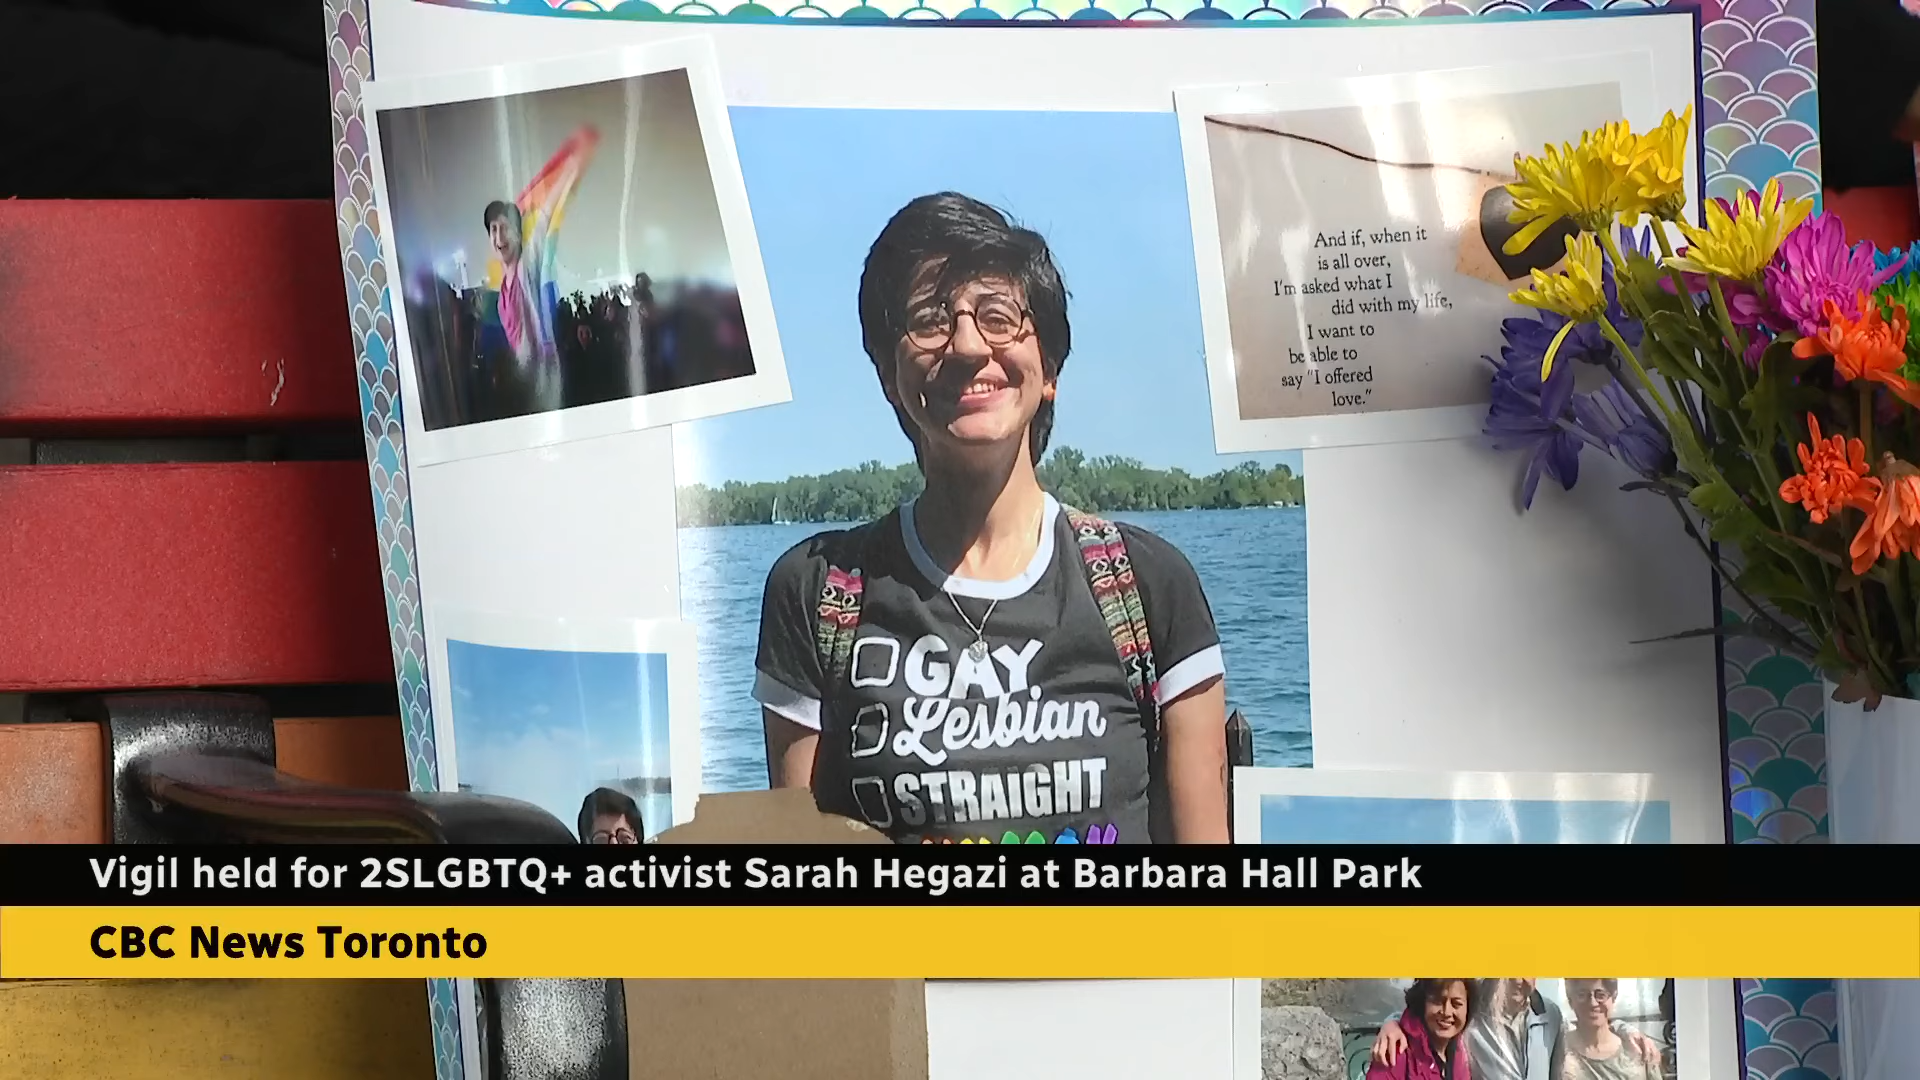 And if, when it
is all over,
I'm asked what I
did with my life,
I want to
be able to
say "I offered
love."
GAY
Lesbian
STRAIGHT
Vigil held for 2SLGBTQ+ activist Sarah Hegazi at Barbara Hall Park
CBC News Toronto